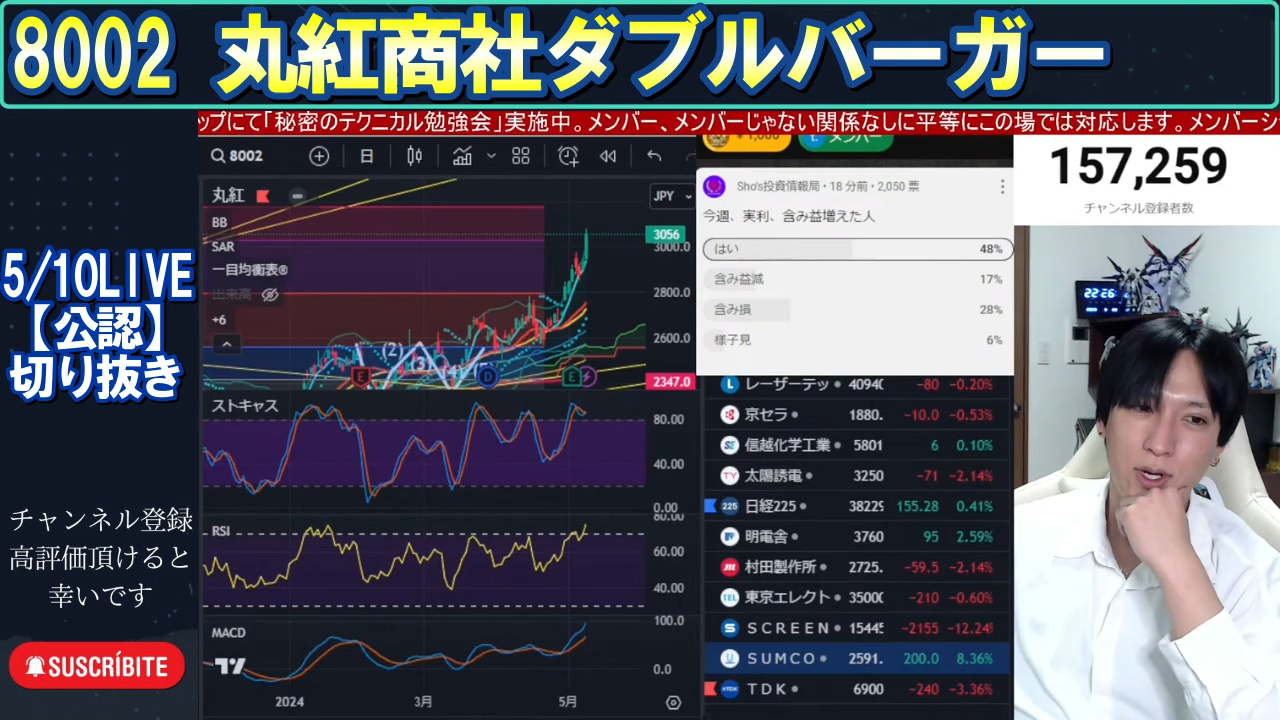 8002 丸紅商社ダブルバーガー
ップにて「秘密のテクニカル勉強会」実施中。メンバー、メンバーじゃない関係なしに平等にこの場では対応します。メンバーシ
5/10LIVE
【公認】
切り抜き
チャンネル登録
高評価頂けると
幸いです
SUSCRÍBITE
8002
日
丸紅
JPY
BB
SAR
一目均衡表®
出来高
+6
3056
3000.0
2800.0
2600.0
2347.0
(2)
(3)
(4)
E
D
E
ストキャス
80.00
40.00
0.00
RSI
80.00
60.00
40.00
MACD
100.0
0.0
2024
3月
5月
メンバー
Sho's投資情報局・18 分前・2,050 票
今週、実利、含み益増えた人
はい 48%
含み益減 17%
含み損 28%
様子見 6%
レーザーテッ 4094 -80 -0.20%
京セラ 1880. -10.0 -0.53%
信越化学工業 5801 6 0.10%
太陽誘電 3250 -71 -2.14%
225 日経225 38229 155.28 0.41%
明電舎 3760 95 2.59%
村田製作所 2725. -59.5 -2.14%
TEL 東京エレクト 3500 -210 -0.60%
SCREEN 1544 -2155 -12.24
SUMCO 2591. 200.0 8.36%
TDK 6900 -240 -3.36%
157,259
チャンネル登録者数
22:26